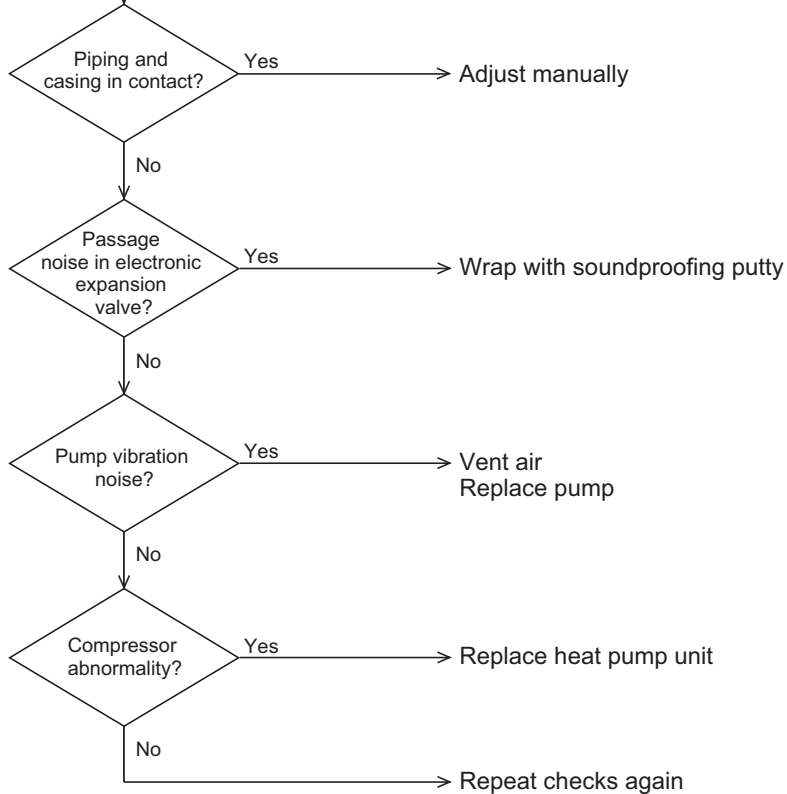 Piping and
casing in contact?
Yes
Adjust manually
No
Passage
noise in electronic
expansion
valve?
Yes
Wrap with soundproofing putty
No
Pump vibration
noise?
Yes
Vent air
Replace pump
No
Compressor
abnormality?
Yes
Replace heat pump unit
No
Repeat checks again